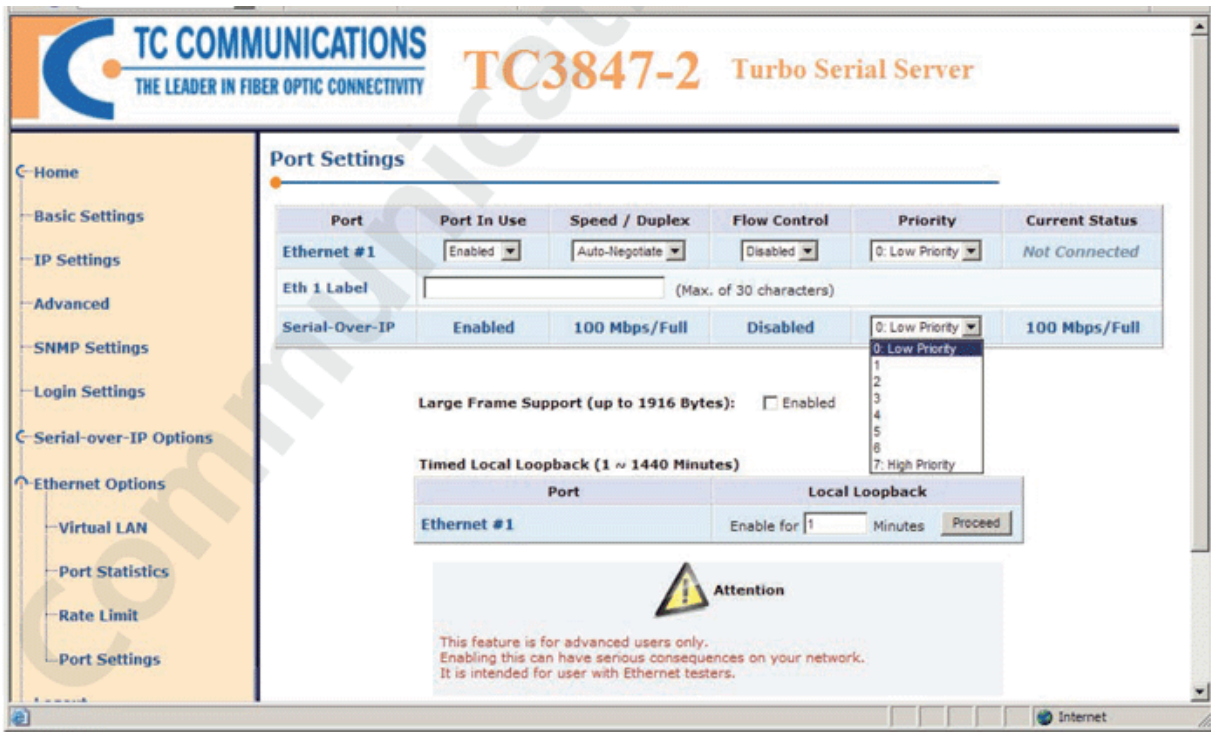 TC COMMUNICATIONS
THE LEADER IN FIBER OPTIC CONNECTIVITY
TC3847-2 Turbo Serial Server
Home
Basic Settings
IP Settings
Advanced
SNMP Settings
Login Settings
Serial-over-IP Options
Ethernet Options
Virtual LAN
Port Statistics
Rate Limit
Port Settings
Port Settings
Port Port In Use Speed / Duplex Flow Control Priority Current Status
Ethernet #1 Enabled Auto-Negotiate Disabled 0: Low Priority Not Connected
Eth 1 Label (Max. of 30 characters)
Serial-Over-IP Enabled 100 Mbps/Full Disabled 0: Low Priority 100 Mbps/Full
0: Low Priority
1
2
3
4
5
6
7: High Priority
Large Frame Support (up to 1916 Bytes): Enabled
Timed Local Loopback (1 ~ 1440 Minutes)
Port Local Loopback
Ethernet #1 Enable for 1 Minutes Proceed
Attention
This feature is for advanced users only.
Enabling this can have serious consequences on your network.
It is intended for user with Ethernet testers.
Internet